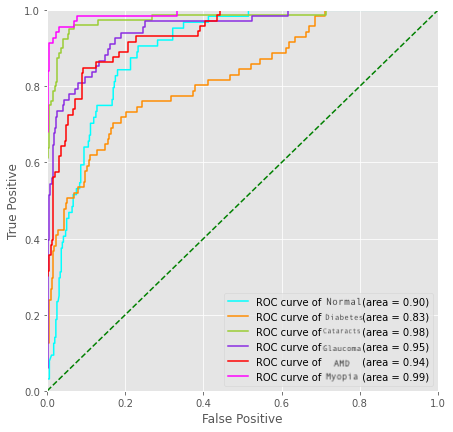 1.0
0.8
0.6
0.4
0.2
0.0
True Positive
0.0 0.2 0.4 0.6 0.8 1.0
False Positive
ROC curve of Normal (area = 0.90)
ROC curve of Diabetes (area = 0.83)
ROC curve of Cataracts (area = 0.98)
ROC curve of Glaucoma (area = 0.95)
ROC curve of AMD (area = 0.94)
ROC curve of Myopia (area = 0.99)